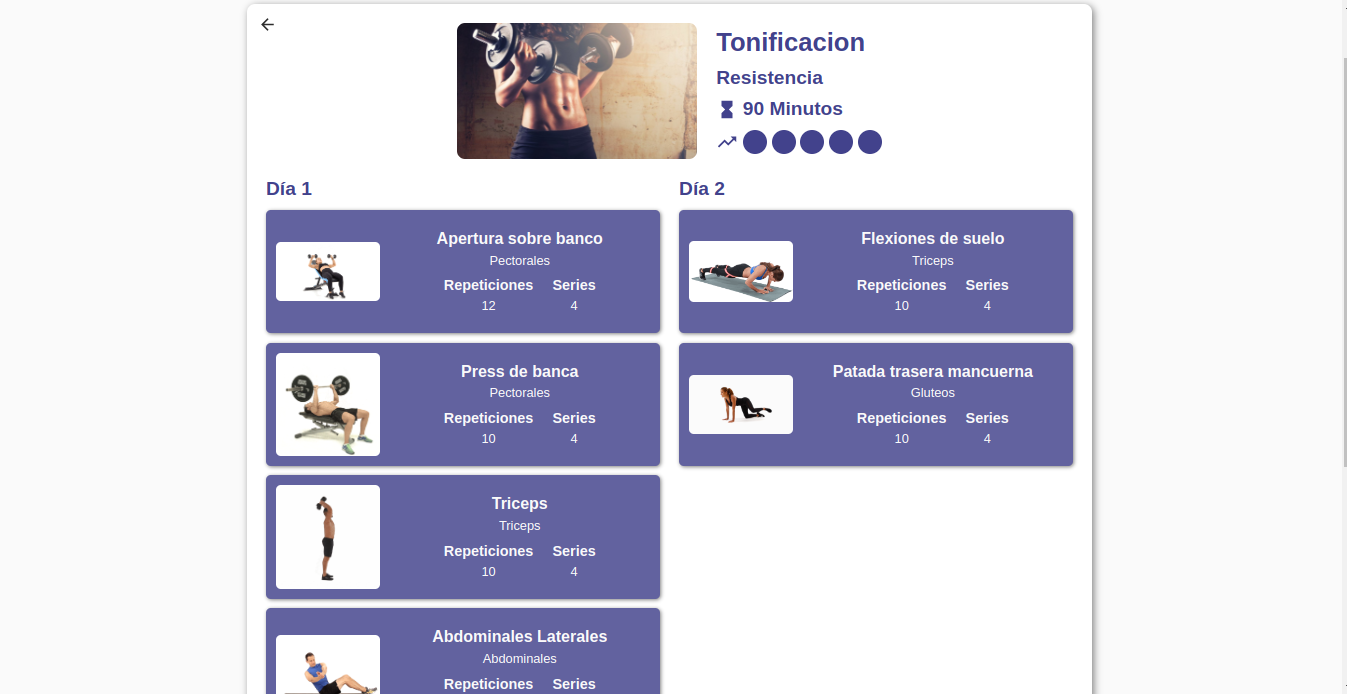 Tonificacion
Resistencia
90 Minutos
Día 1
Apertura sobre banco
Pectorales
Repeticiones Series
12 4
Press de banca
Pectorales
Repeticiones Series
10 4
Triceps
Triceps
Repeticiones Series
10 4
Abdominales Laterales
Abdominales
Repeticiones Series
Día 2
Flexiones de suelo
Triceps
Repeticiones Series
10 4
Patada trasera mancuerna
Gluteos
Repeticiones Series
10 4